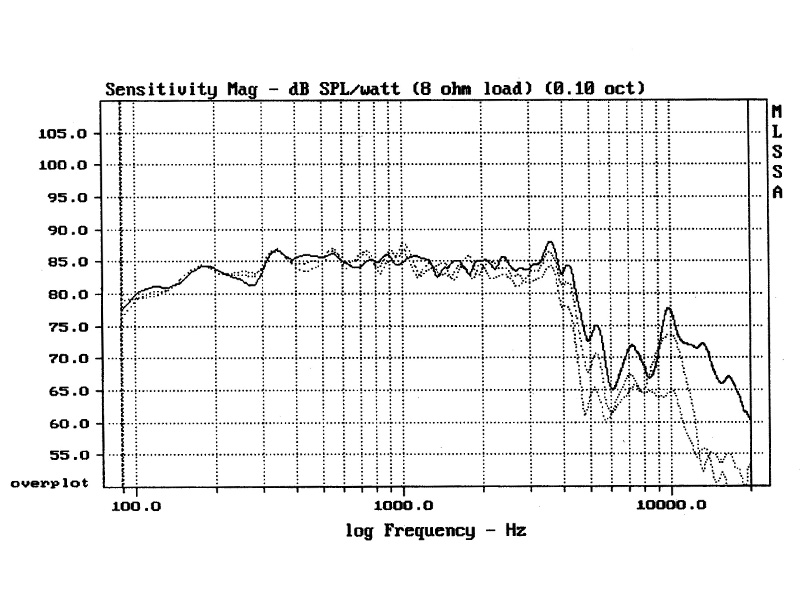 Sensitivity Mag - dB SPL/watt (8 ohm load) (0.10 oct)
M
L
S
S
A
105.0
100.0
95.0
90.0
85.0
80.0
75.0
70.0
65.0
60.0
55.0
overplot
100.0 1000.0 10000.0
log Frequency - Hz